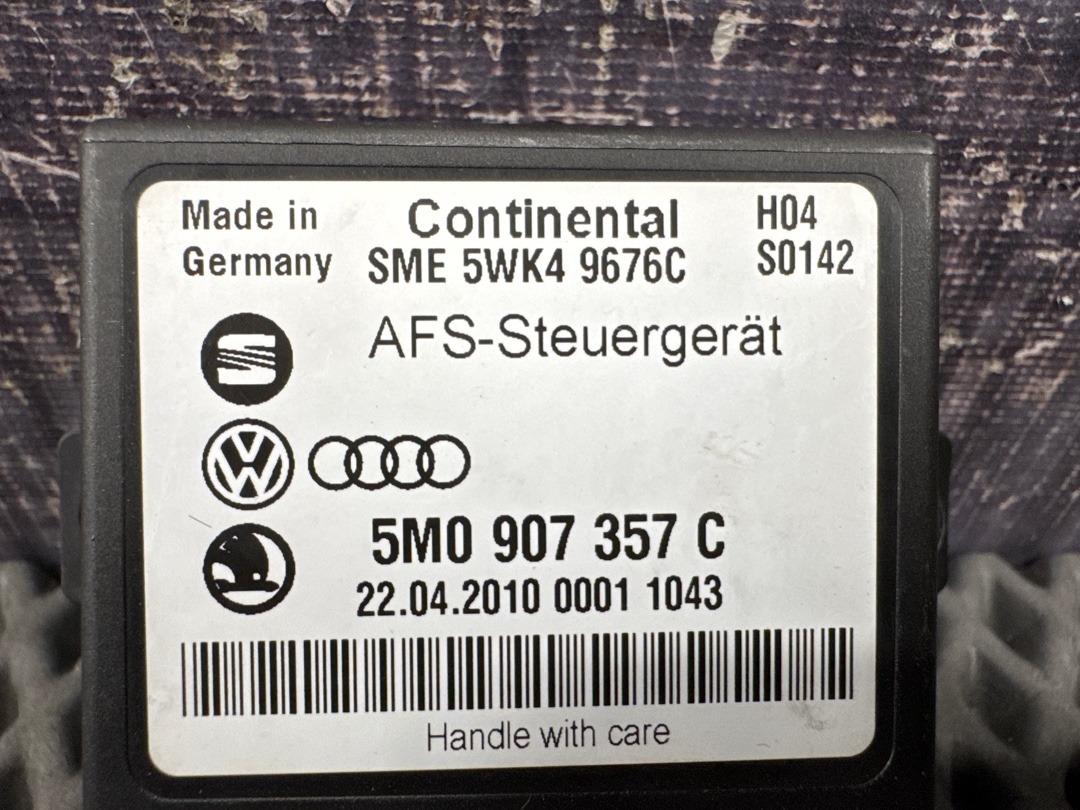 Made in Continental H04
Germany SME 5WK4 9676C S0142
AFS-Steuergerät
5M0 907 357 C
22.04.2010 0001 1043
Handle with care